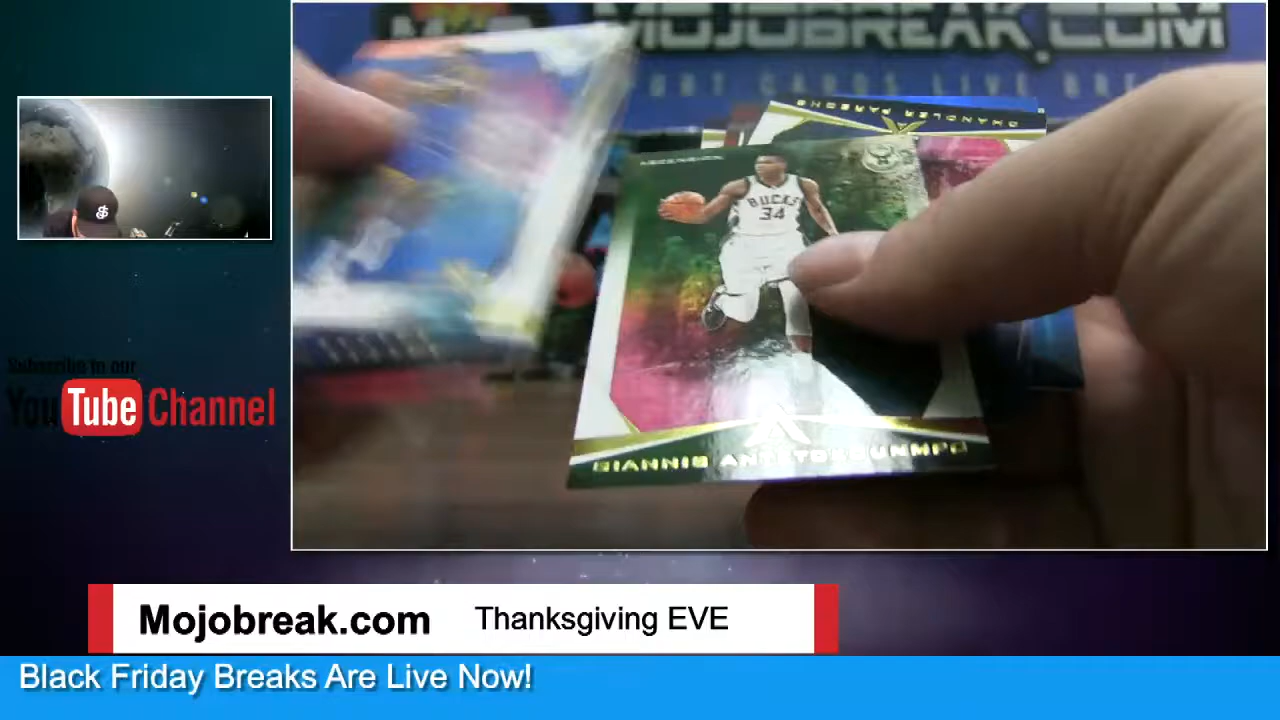 MOJOBREAK.COM
CHANDLER PARSONS
ASCENSION
BUCKS
34
GIANNIS ANTETOKOUNMPO
Subscribe to our
YouTube Channel
Mojobreak.com
Thanksgiving EVE
Black Friday Breaks Are Live Now!